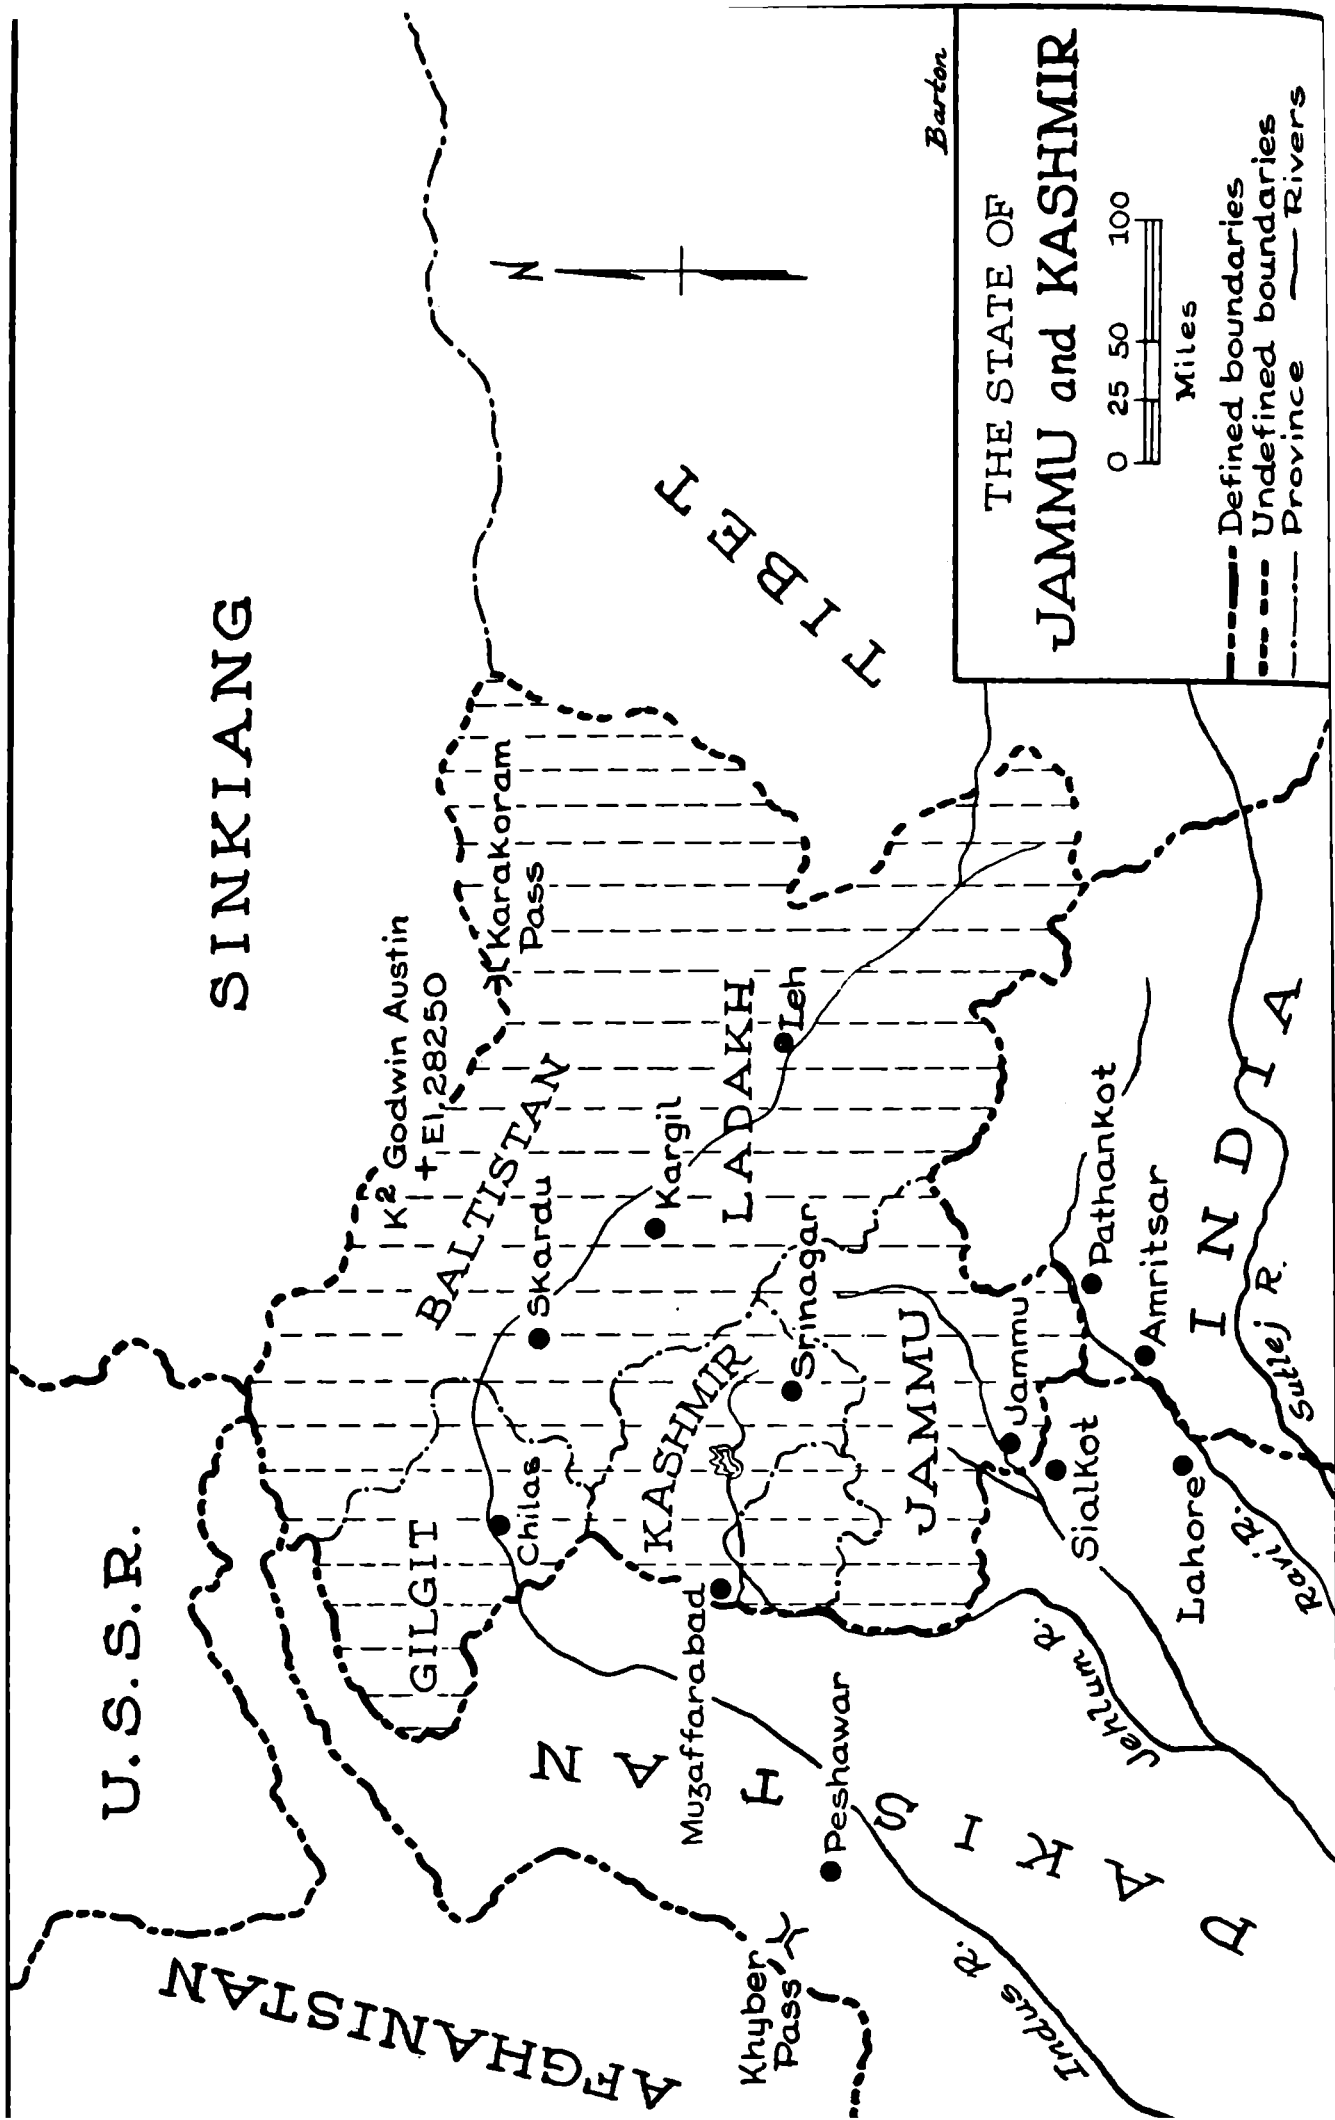 U.S.S.R.
SINKIANG
AFGHANISTAN
K² Godwin Austin
+ El, 28250
Karakoram
Pass
GILGIT
BALTISTAN
Chilas
Skardu
N
Kargil
TIBET
KASHMIR
LADAKH
Muzaffarabad
Srinagar
Leh
Khyber
Pass
Peshawar
PAKISTHAN
JAMMU
Jammu
Sialkot
Pathankot
Amritsar
Lahore
INDIA
Indus R.
Jehlum R.
Ravi R.
Sutlej R.
Barton
THE STATE OF
JAMMU and KASHMIR
0 25 50 100
Miles
Defined boundaries
Undefined boundaries
Province Rivers